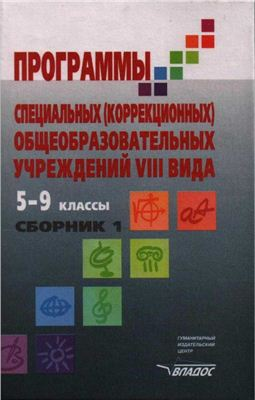 ПРОГРАММЫ
СПЕЦИАЛЬНЫХ (КОРРЕКЦИОННЫХ)
ОБЩЕОБРАЗОВАТЕЛЬНЫХ
УЧРЕЖДЕНИЙ VIII ВИДА
5-9 КЛАССЫ
СБОРНИК 1
ГУМАНИТАРНЫЙ
ИЗДАТЕЛЬСКИЙ
ЦЕНТР
ВЛАДОС